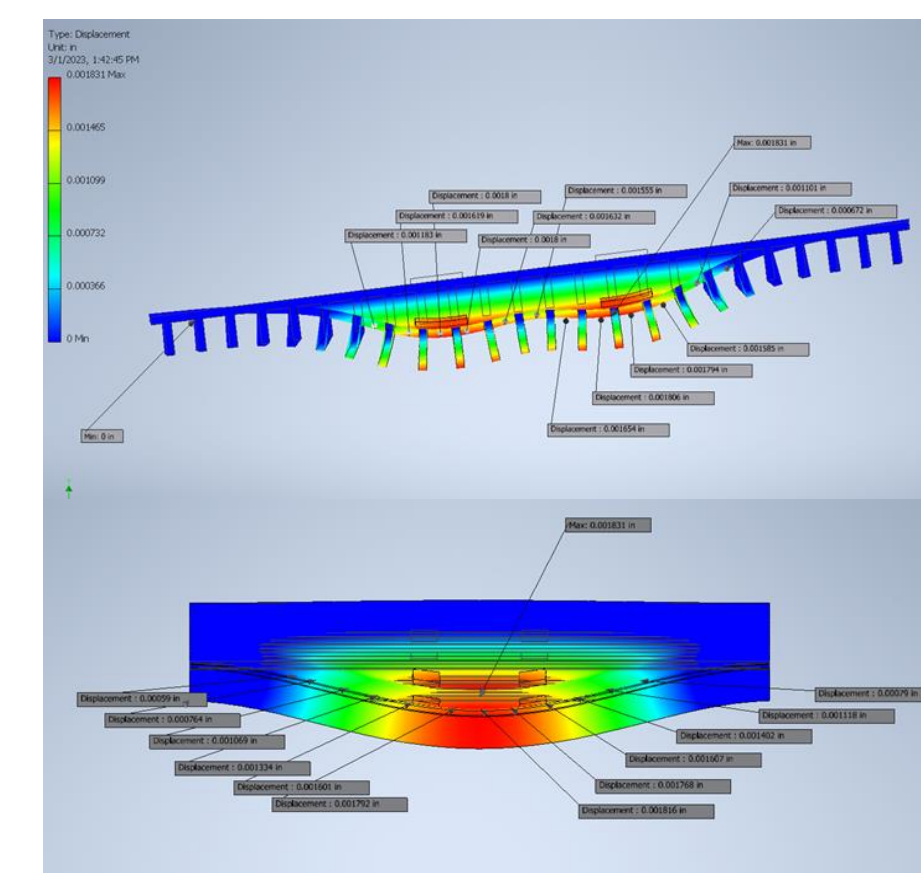 Type: Displacement
Unit: in
3/1/2023, 1:42:45 PM
0.001831 Max
0.001465
0.001099
0.000732
0.000366
0 Min
Max: 0.001831 in
Displacement : 0.0018 in
Displacement : 0.001555 in
Displacement : 0.001101 in
Displacement : 0.001619 in
Displacement : 0.001632 in
Displacement : 0.000672 in
Displacement : 0.001183 in
Displacement : 0.0018 in
Displacement : 0.001585 in
Displacement : 0.001794 in
Displacement : 0.001806 in
Displacement : 0.001654 in
Min: 0 in
Max: 0.001831 in
Displacement : 0.00059 in
Displacement : 0.00079 in
Displacement : 0.000764 in
Displacement : 0.001118 in
Displacement : 0.001069 in
Displacement : 0.001402 in
Displacement : 0.001334 in
Displacement : 0.001607 in
Displacement : 0.001601 in
Displacement : 0.001768 in
Displacement : 0.001792 in
Displacement : 0.001816 in